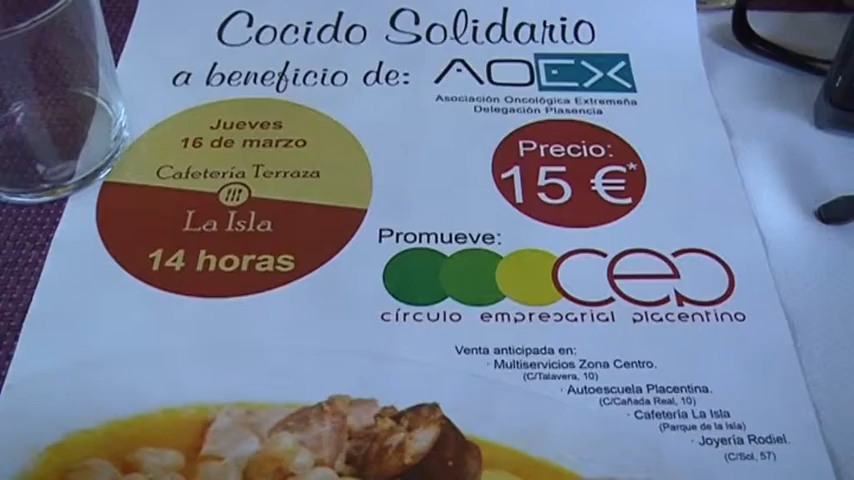 Cocido Solidario
a beneficio de: AOEX
Asociación Oncológica Extremeña
Delegación Plasencia
Jueves
16 de marzo
Cafetería Terraza
La Isla
14 horas
Precio:
15 €*
Promueve:
cep
círculo empresarial placentino
Venta anticipada en:
· Multiservicios Zona Centro.
(C/Talavera, 10)
· Autoescuela Placentina.
(C/Cañada Real, 10)
· Cafetería La Isla
(Parque de la Isla)
· Joyería Rodiel.
(C/Sol, 57)